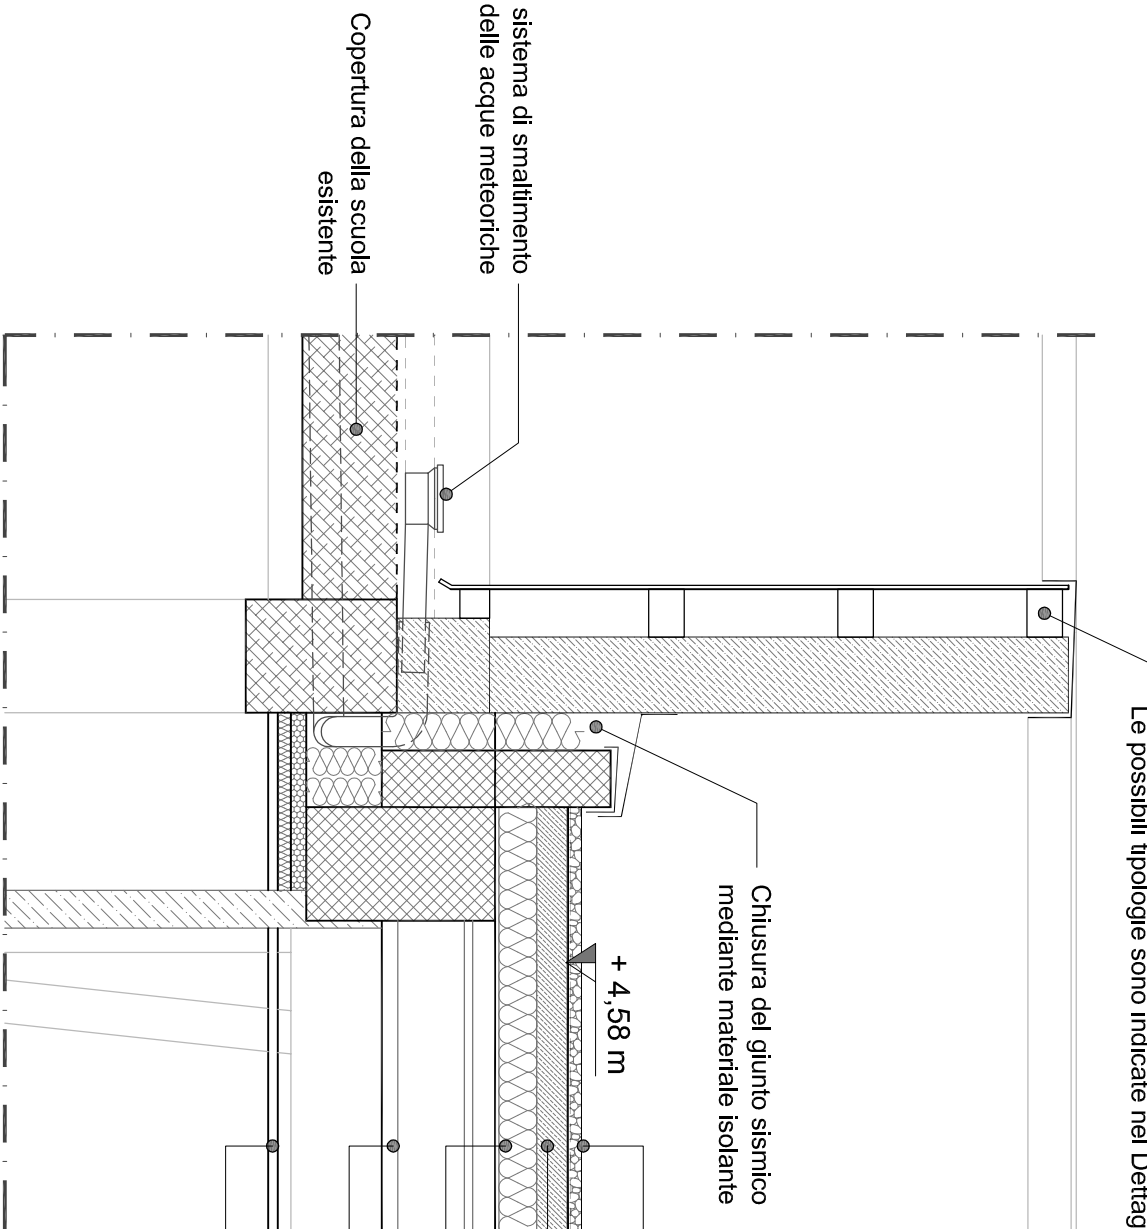 Le possibili tipologie sono indicate nel Dettag
sistema di smaltimento
delle acque meteoriche
Copertura della scuola
esistente
Chiusura del giunto sismico
mediante materiale isolante
+ 4,58 m